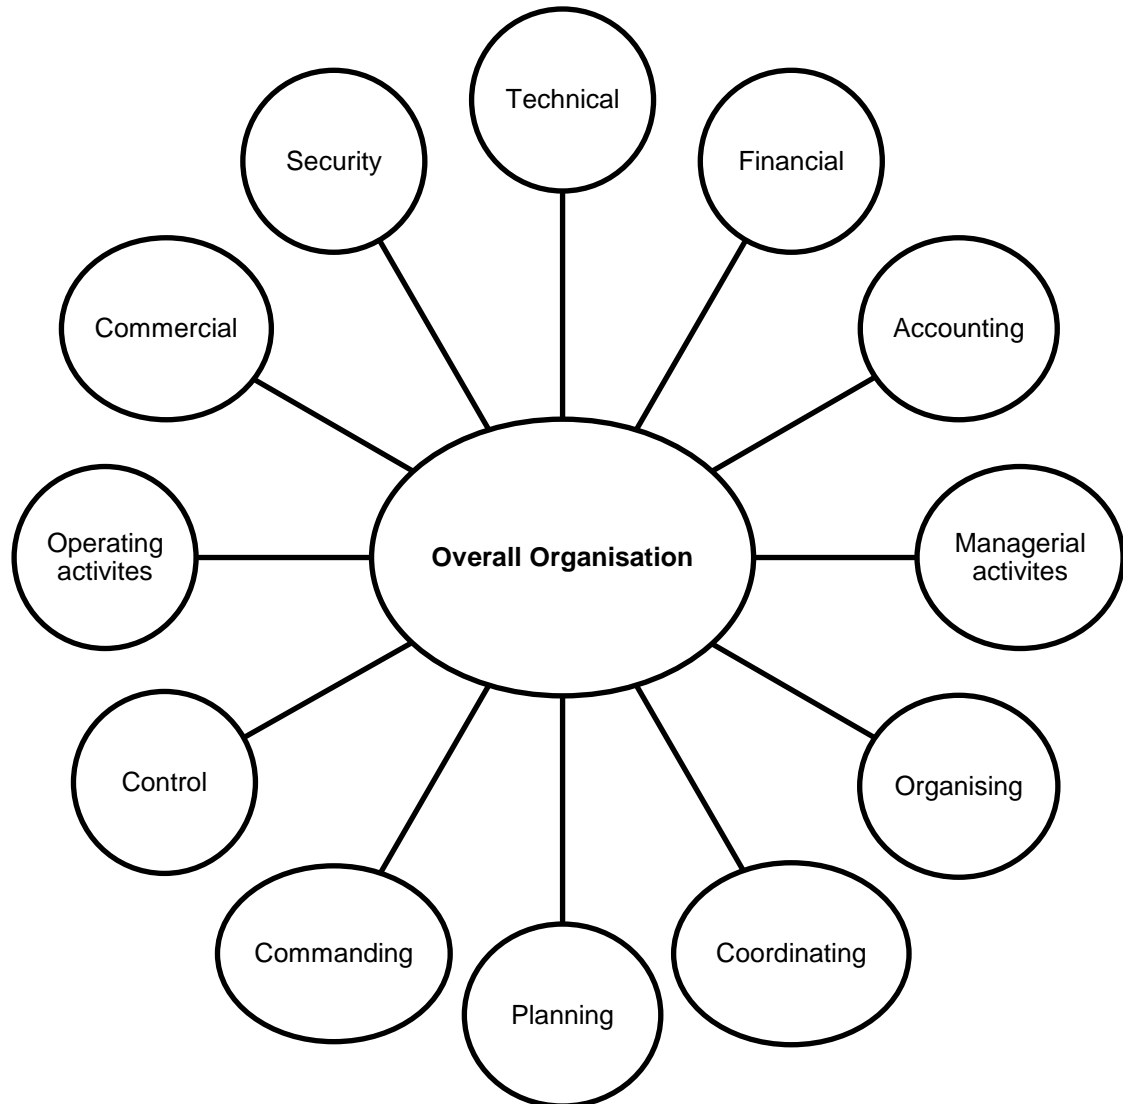 Technical
Security
Financial
Commercial
Accounting
Operating
activites
Overall Organisation
Managerial
activites
Control
Organising
Commanding
Coordinating
Planning